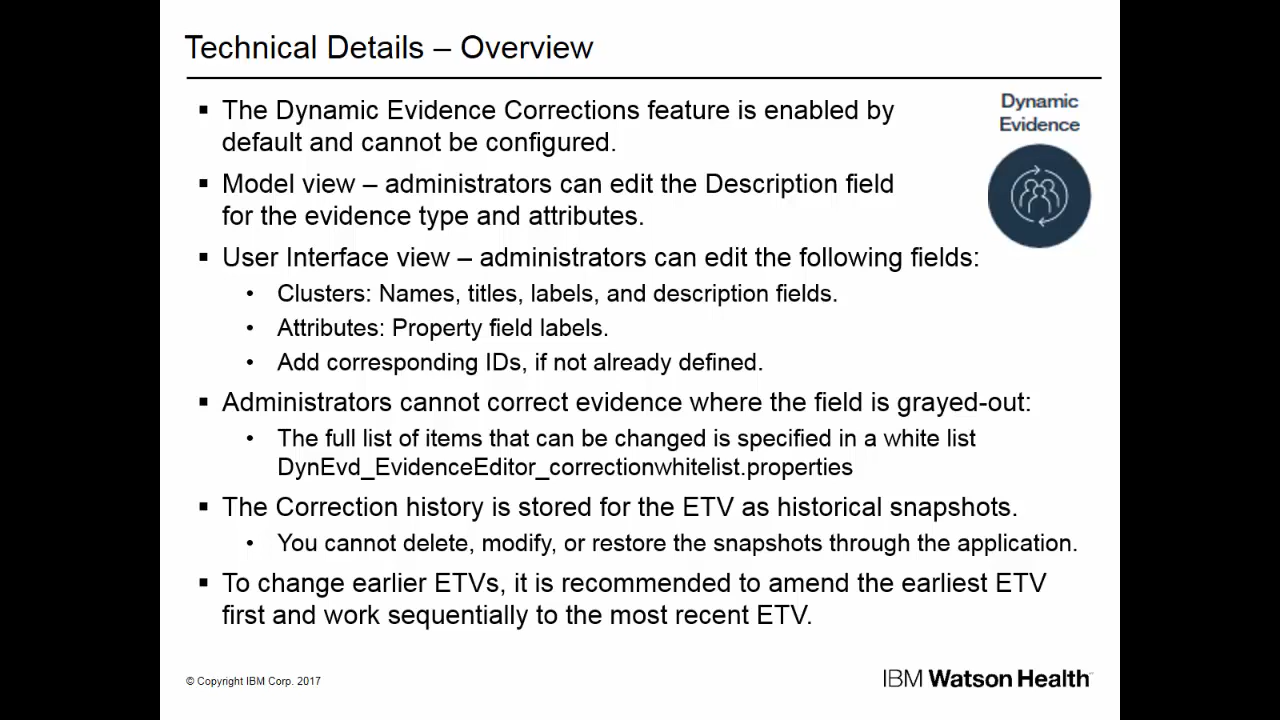 Technical Details – Overview
Dynamic
Evidence
▪ The Dynamic Evidence Corrections feature is enabled by
default and cannot be configured.
▪ Model view – administrators can edit the Description field
for the evidence type and attributes.
▪ User Interface view – administrators can edit the following fields:
• Clusters: Names, titles, labels, and description fields.
• Attributes: Property field labels.
• Add corresponding IDs, if not already defined.
▪ Administrators cannot correct evidence where the field is grayed-out:
• The full list of items that can be changed is specified in a white list
DynEvd_EvidenceEditor_correctionwhitelist.properties
▪ The Correction history is stored for the ETV as historical snapshots.
• You cannot delete, modify, or restore the snapshots through the application.
▪ To change earlier ETVs, it is recommended to amend the earliest ETV
first and work sequentially to the most recent ETV.
© Copyright IBM Corp. 2017
IBM Watson Health